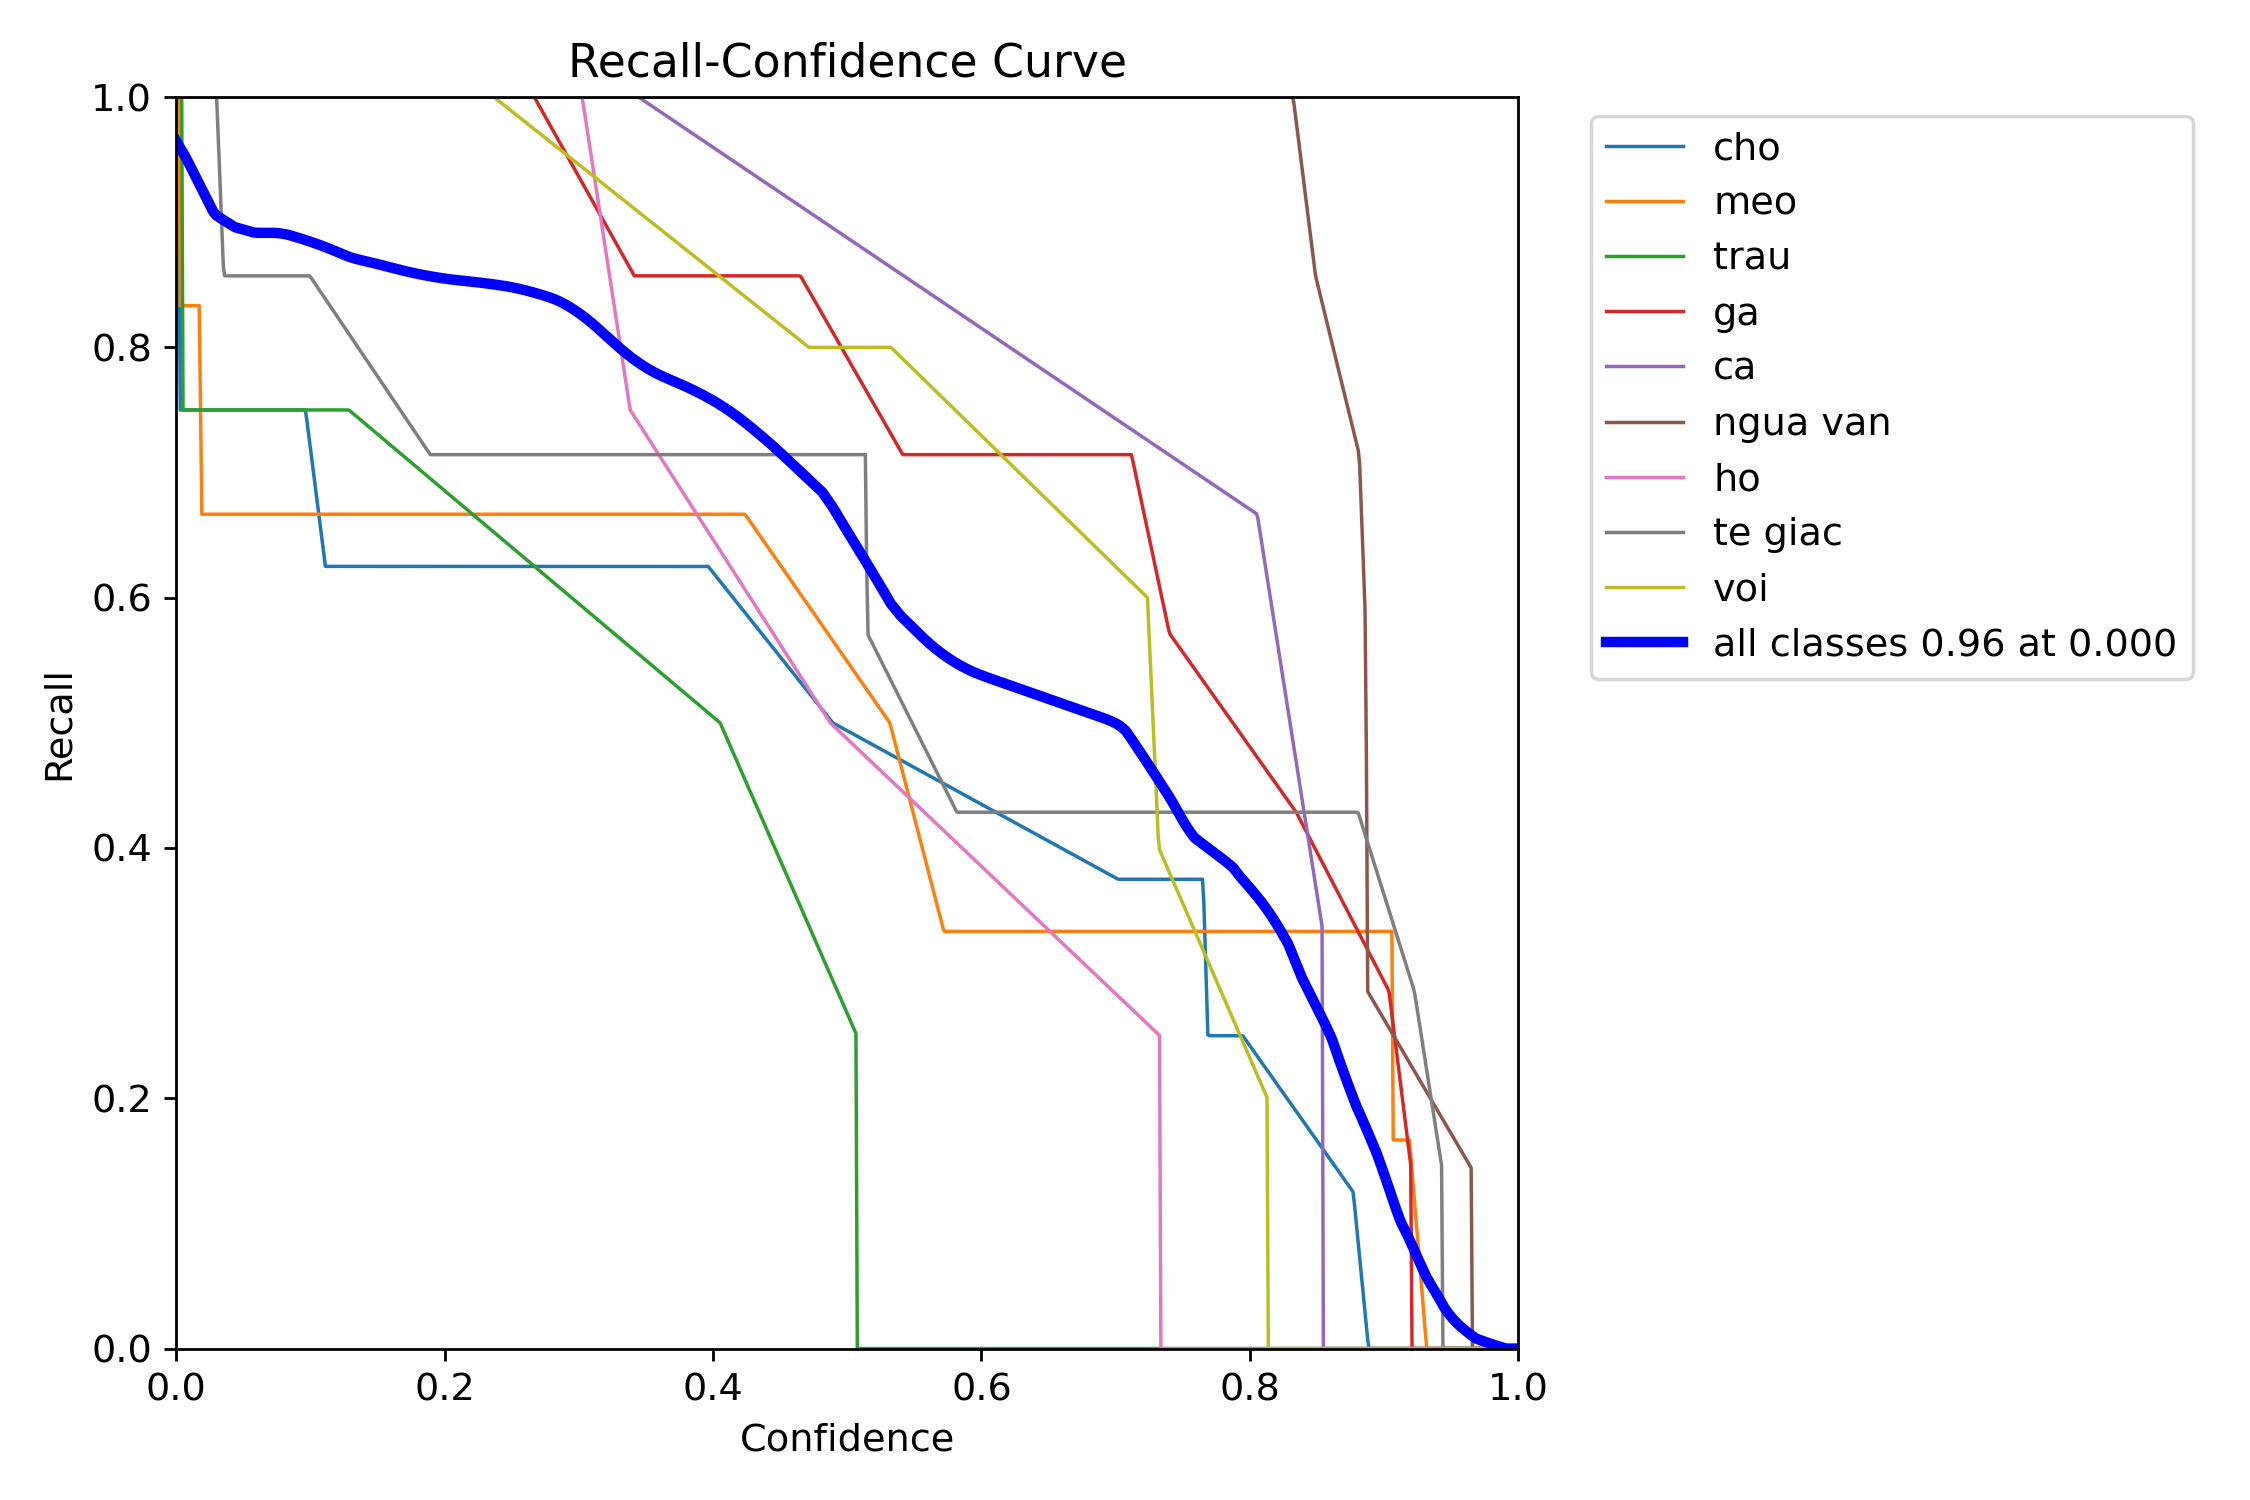 Recall-Confidence Curve
1.0
0.8
0.6
0.4
0.2
0.0
Recall
0.0 0.2 0.4 0.6 0.8 1.0
Confidence
cho
meo
trau
ga
ca
ngua van
ho
te giac
voi
all classes 0.96 at 0.000